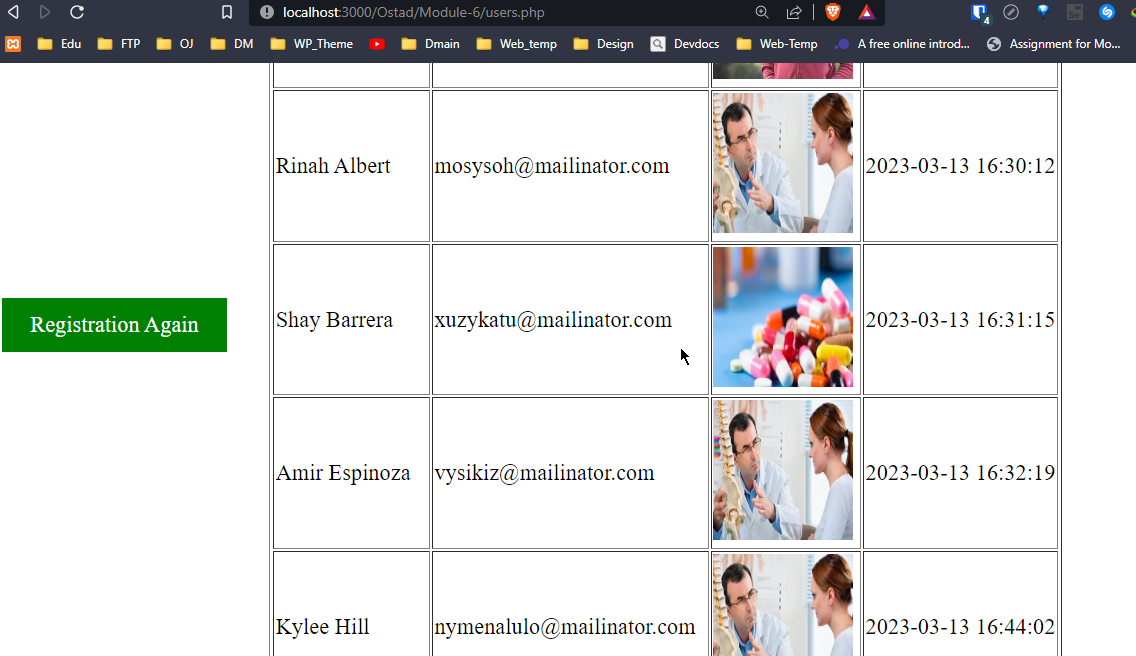 localhost:3000/Ostad/Module-6/users.php
4
Edu FTP OJ DM WP_Theme Dmain Web_temp Design Devdocs Web-Temp A free online introd... Assignment for Mo...
Rinah Albert mosysoh@mailinator.com 2023-03-13 16:30:12
Registration Again
Shay Barrera xuzykatu@mailinator.com 2023-03-13 16:31:15
Amir Espinoza vysikiz@mailinator.com 2023-03-13 16:32:19
Kylee Hill nymenalulo@mailinator.com 2023-03-13 16:44:02